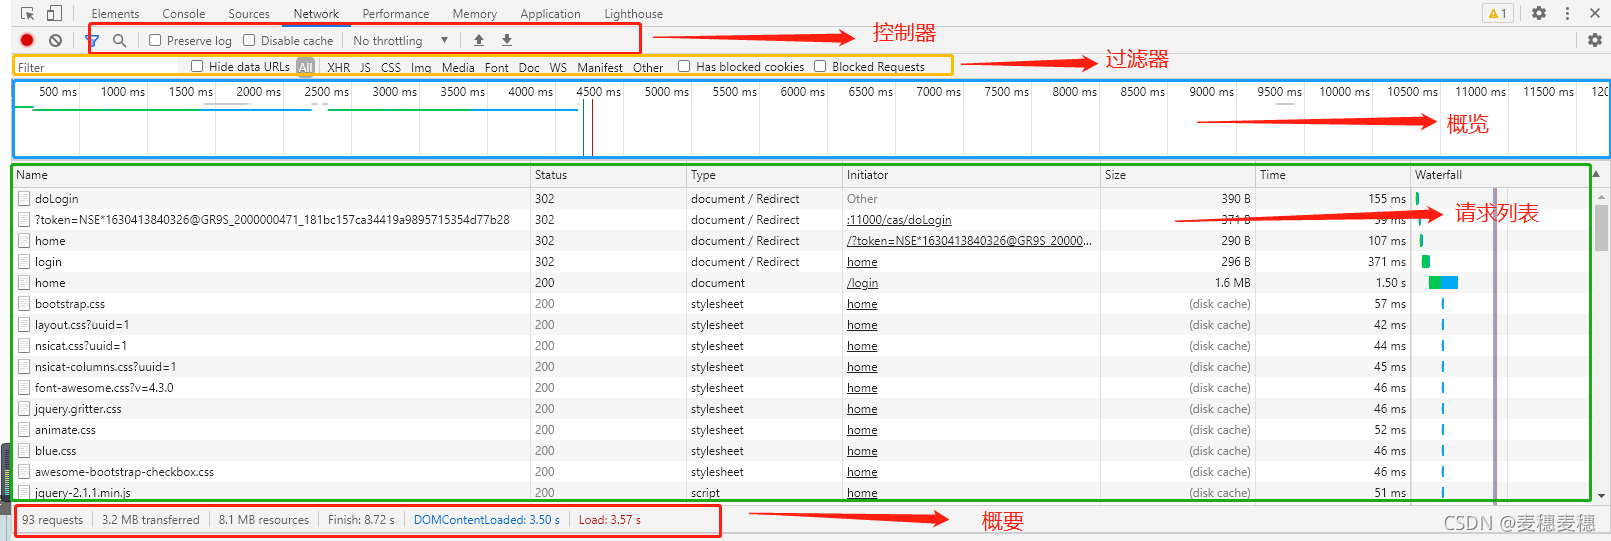 Elements Console Sources Network Performance Memory Application Lighthouse 1
Preserve log Disable cache No throttling 控制器
Filter Hide data URLs All XHR JS CSS Img Media Font Doc WS Manifest Other Has blocked cookies Blocked Requests 过滤器
500 ms 1000 ms 1500 ms 2000 ms 2500 ms 3000 ms 3500 ms 4000 ms 4500 ms 5000 ms 5500 ms 6000 ms 6500 ms 7000 ms 7500 ms 8000 ms 8500 ms 9000 ms 9500 ms 10000 ms 10500 ms 11000 ms 11500 ms 120
概览
Name Status Type Initiator Size Time Waterfall
doLogin 302 document / Redirect Other 390 B 155 ms
?token=NSE*1630413840326@GR9S_2000000471_181bc157ca34419a9895715354d77b28 302 document / Redirect :11000/cas/doLogin 371 B 59 ms 请求列表
home 302 document / Redirect /?token=NSE*1630413840326@GR9S_20000... 290 B 107 ms
login 302 document / Redirect home 296 B 371 ms
home 200 document /login 1.6 MB 1.50 s
bootstrap.css 200 stylesheet home (disk cache) 57 ms
layout.css?uuid=1 200 stylesheet home (disk cache) 42 ms
nsicat.css?uuid=1 200 stylesheet home (disk cache) 44 ms
nsicat-columns.css?uuid=1 200 stylesheet home (disk cache) 45 ms
font-awesome.css?v=4.3.0 200 stylesheet home (disk cache) 46 ms
jquery.gritter.css 200 stylesheet home (disk cache) 46 ms
animate.css 200 stylesheet home (disk cache) 52 ms
blue.css 200 stylesheet home (disk cache) 46 ms
awesome-bootstrap-checkbox.css 200 stylesheet home (disk cache) 46 ms
jquery-2.1.1.min.js 200 script home (disk cache) 51 ms
93 requests 3.2 MB transferred 8.1 MB resources Finish: 8.72 s DOMContentLoaded: 3.50 s Load: 3.57 s 概要
CSDN @麦穗麦穗